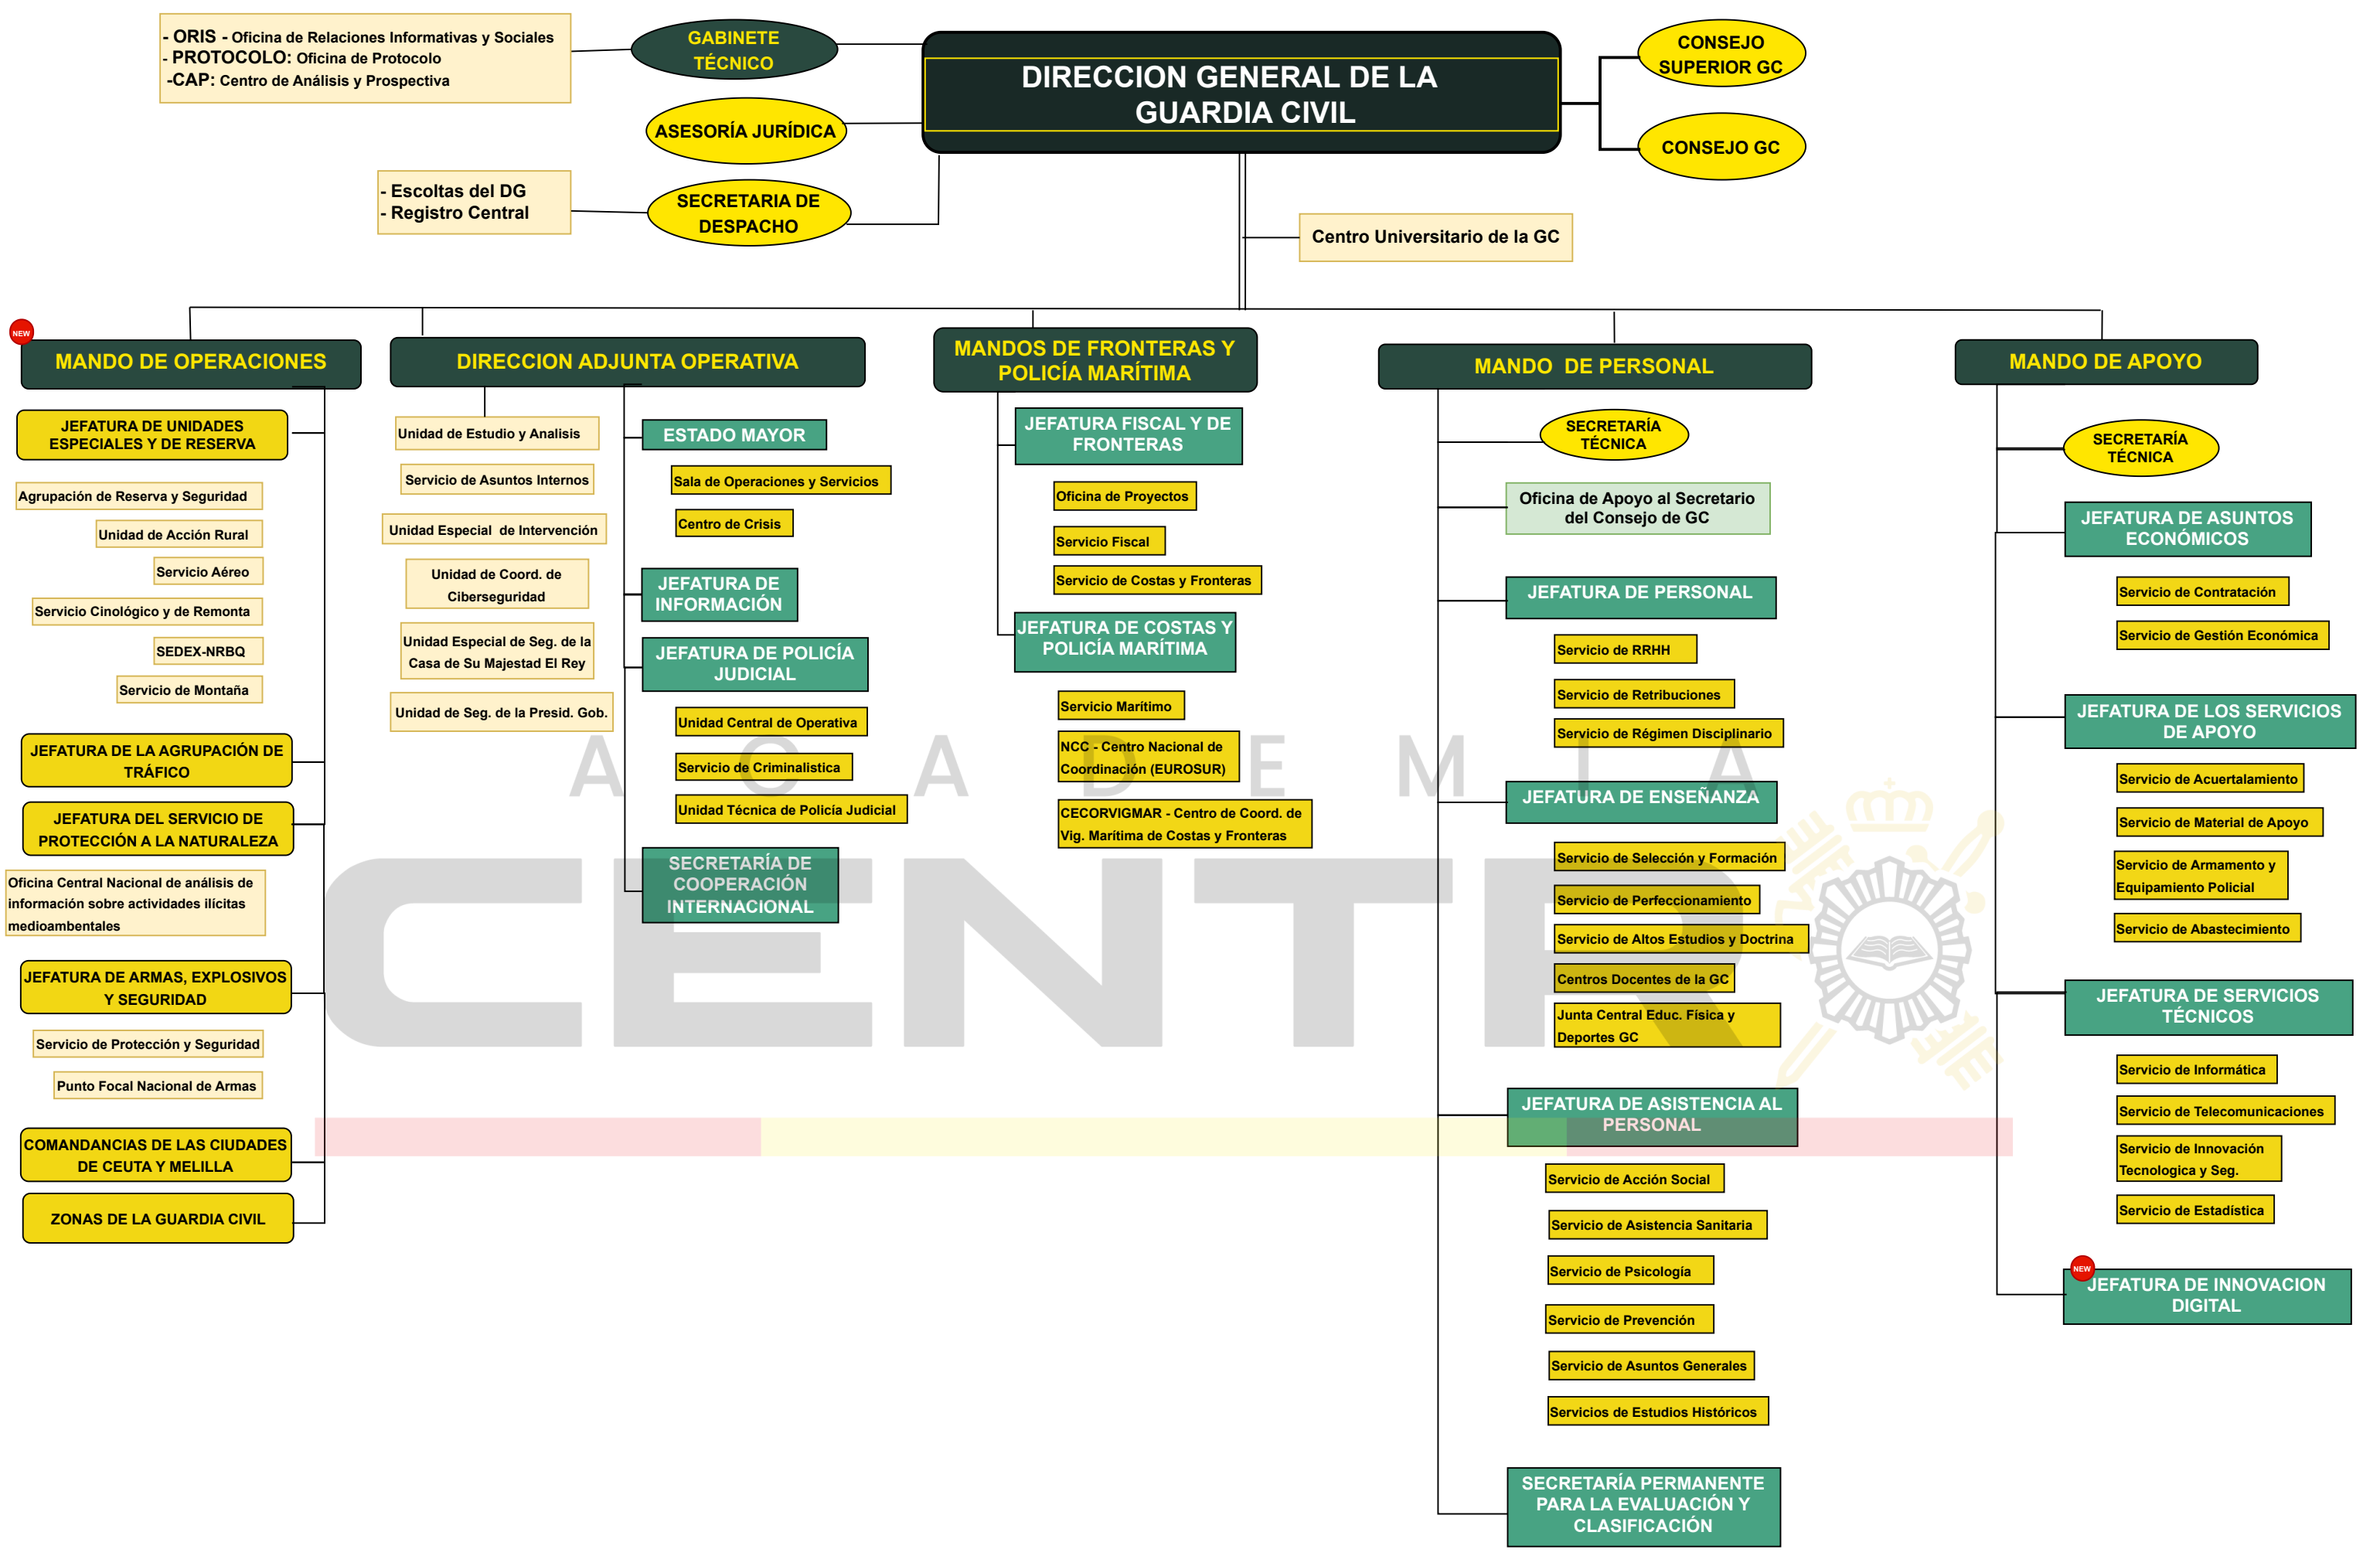 - ORIS - Oficina de Relaciones Informativas y Sociales
- PROTOCOLO: Oficina de Protocolo
-CAP: Centro de Análisis y Prospectiva
GABINETE
TÉCNICO
DIRECCION GENERAL DE LA
GUARDIA CIVIL
CONSEJO
SUPERIOR GC
ASESORÍA JURÍDICA
CONSEJO GC
- Escoltas del DG
- Registro Central
SECRETARIA DE
DESPACHO
Centro Universitario de la GC
NEW
MANDO DE OPERACIONES
JEFATURA DE UNIDADES
ESPECIALES Y DE RESERVA
Agrupación de Reserva y Seguridad
Unidad de Acción Rural
Servicio Aéreo
Servicio Cinológico y de Remonta
SEDEX-NRBQ
Servicio de Montaña
JEFATURA DE LA AGRUPACIÓN DE
TRÁFICO
JEFATURA DEL SERVICIO DE
PROTECCIÓN A LA NATURALEZA
Oficina Central Nacional de análisis de
información sobre actividades ilícitas
medioambentales
JEFATURA DE ARMAS, EXPLOSIVOS
Y SEGURIDAD
Servicio de Protección y Seguridad
Punto Focal Nacional de Armas
COMANDANCIAS DE LAS CIUDADES
DE CEUTA Y MELILLA
ZONAS DE LA GUARDIA CIVIL
DIRECCION ADJUNTA OPERATIVA
Unidad de Estudio y Analisis
Servicio de Asuntos Internos
Unidad Especial de Intervención
Unidad de Coord. de
Ciberseguridad
Unidad Especial de Seg. de la
Casa de Su Majestad El Rey
Unidad de Seg. de la Presid. Gob.
ESTADO MAYOR
Sala de Operaciones y Servicios
Centro de Crisis
JEFATURA DE
INFORMACIÓN
JEFATURA DE POLICÍA
JUDICIAL
Unidad Central de Operativa
Servicio de Criminalistica
Unidad Técnica de Policía Judicial
SECRETARÍA DE
COOPERACIÓN
INTERNACIONAL
MANDOS DE FRONTERAS Y
POLICÍA MARÍTIMA
JEFATURA FISCAL Y DE
FRONTERAS
Oficina de Proyectos
Servicio Fiscal
Servicio de Costas y Fronteras
JEFATURA DE COSTAS Y
POLICÍA MARÍTIMA
Servicio Marítimo
NCC - Centro Nacional de
Coordinación (EUROSUR)
CECORVIGMAR - Centro de Coord. de
Vig. Marítima de Costas y Fronteras
MANDO DE PERSONAL
SECRETARÍA
TÉCNICA
Oficina de Apoyo al Secretario
del Consejo de GC
JEFATURA DE PERSONAL
Servicio de RRHH
Servicio de Retribuciones
Servicio de Régimen Disciplinario
JEFATURA DE ENSEÑANZA
Servicio de Selección y Formación
Servicio de Perfeccionamiento
Servicio de Altos Estudios y Doctrina
Centros Docentes de la GC
Junta Central Educ. Física y
Deportes GC
JEFATURA DE ASISTENCIA AL
PERSONAL
Servicio de Acción Social
Servicio de Asistencia Sanitaria
Servicio de Psicología
Servicio de Prevención
Servicio de Asuntos Generales
Servicios de Estudios Históricos
SECRETARÍA PERMANENTE
PARA LA EVALUACIÓN Y
CLASIFICACIÓN
MANDO DE APOYO
SECRETARÍA
TÉCNICA
JEFATURA DE ASUNTOS
ECONÓMICOS
Servicio de Contratación
Servicio de Gestión Económica
JEFATURA DE LOS SERVICIOS
DE APOYO
Servicio de Acuertalamiento
Servicio de Material de Apoyo
Servicio de Armamento y
Equipamiento Policial
Servicio de Abastecimiento
JEFATURA DE SERVICIOS
TÉCNICOS
Servicio de Informática
Servicio de Telecomunicaciones
Servicio de Innovación
Tecnologica y Seg.
Servicio de Estadística
NEW
JEFATURA DE INNOVACION
DIGITAL
ACADEMIA
CENTR